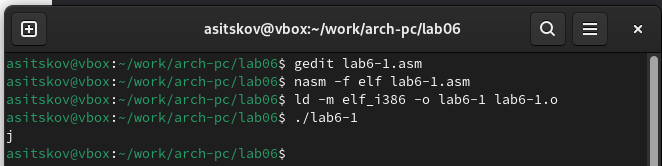 asitskov@vbox:~/work/arch-pc/lab06
asitskov@vbox:~/work/arch-pc/lab06$ gedit lab6-1.asm
asitskov@vbox:~/work/arch-pc/lab06$ nasm -f elf lab6-1.asm
asitskov@vbox:~/work/arch-pc/lab06$ ld -m elf_i386 -o lab6-1 lab6-1.o
asitskov@vbox:~/work/arch-pc/lab06$ ./lab6-1
j
asitskov@vbox:~/work/arch-pc/lab06$